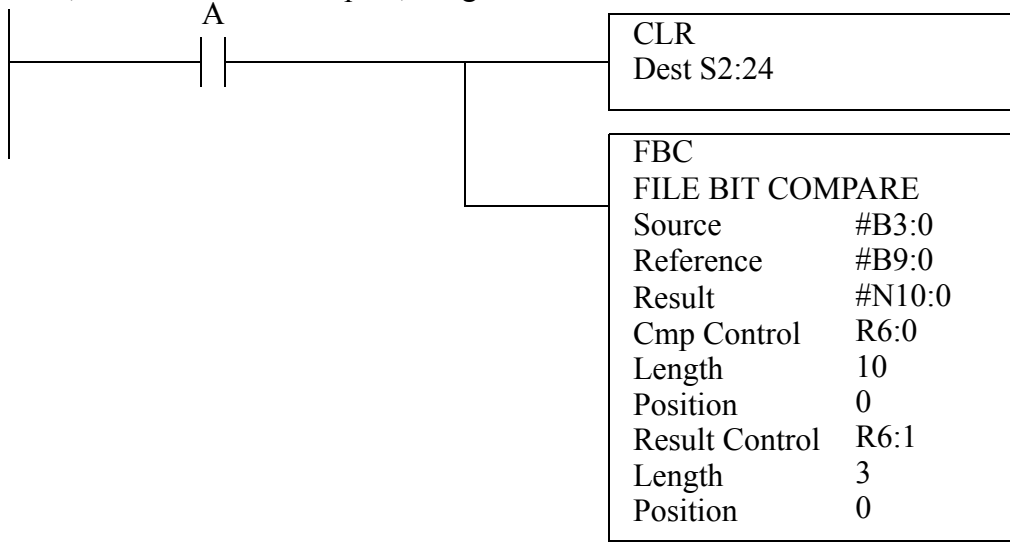 A
CLR
Dest S2:24
FBC
FILE BIT COMPARE
Source #B3:0
Reference #B9:0
Result #N10:0
Cmp Control R6:0
Length 10
Position 0
Result Control R6:1
Length 3
Position 0